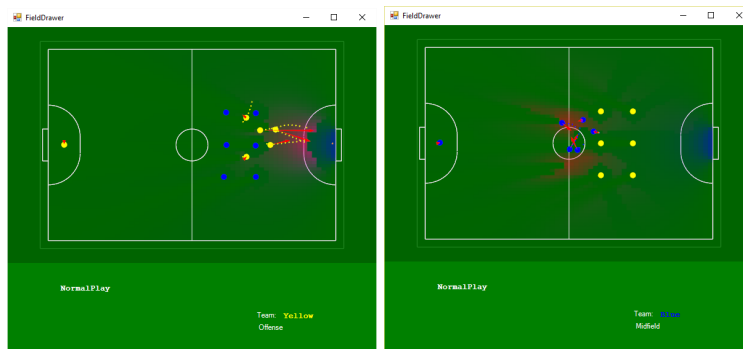 FieldDrawer
NormalPlay
Team: Yellow
Offense
FieldDrawer
NormalPlay
Team: Blue
Midfield